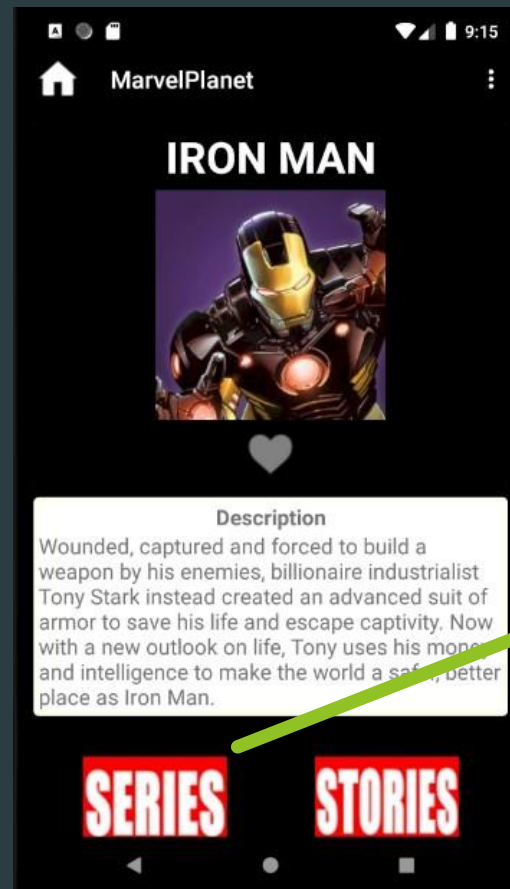 9:15
MarvelPlanet
IRON MAN
Description
Wounded, captured and forced to build a
weapon by his enemies, billionaire industrialist
Tony Stark instead created an advanced suit of
armor to save his life and escape captivity. Now
with a new outlook on life, Tony uses his money
and intelligence to make the world a safer, better
place as Iron Man.
SERIES STORIES